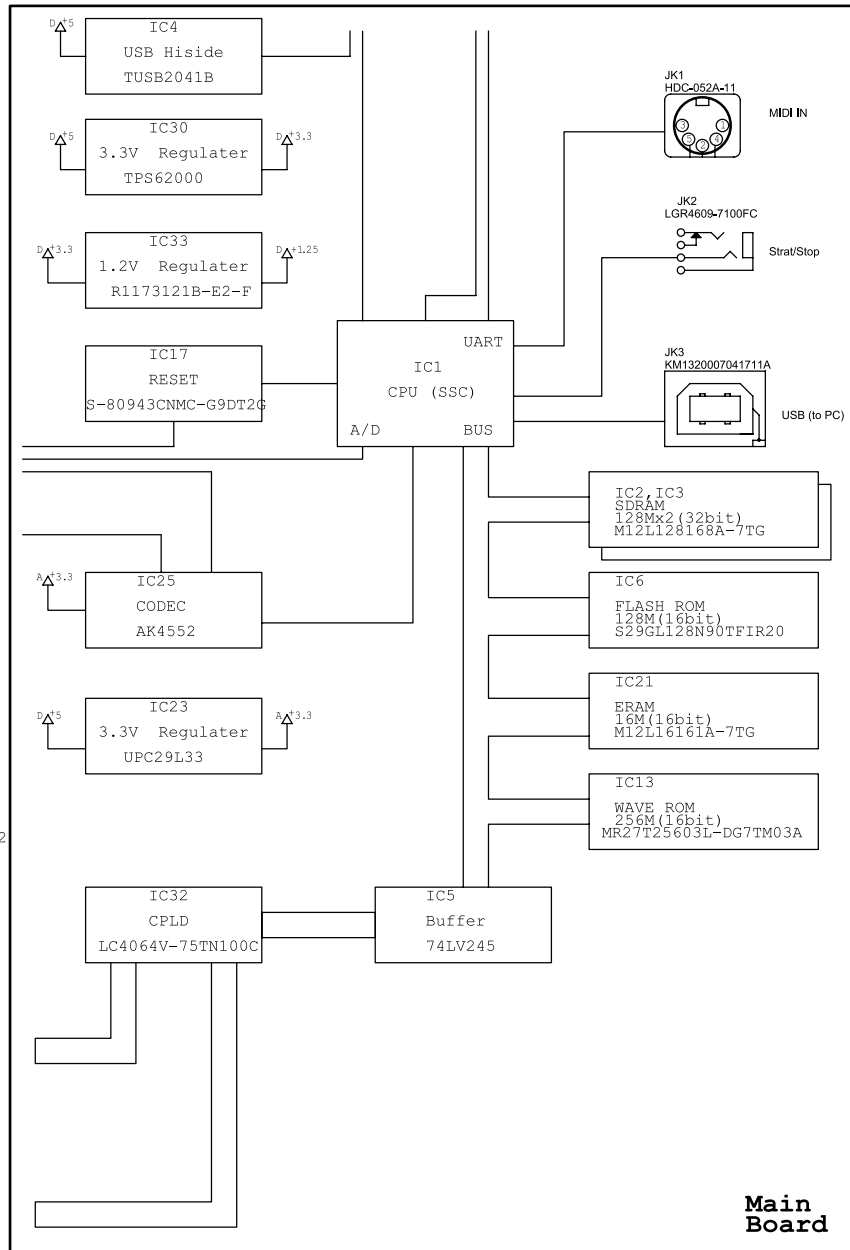 D +5
IC4
USB Hiside
TUSB2041B
D +5
IC30
3.3V Regulater
TPS62000
D +3.3
D +3.3
IC33
1.2V Regulater
R1173121B-E2-F
D +1.25
IC17
RESET
S-80943CNMC-G9DT2G
UART
IC1
CPU (SSC)
A/D
BUS
JK1
HDC-052A-11
3
1
5
4
2
MIDI IN
JK2
LGR4609-7100FC
Strat/Stop
JK3
KM1320007041711A
USB (to PC)
IC2,IC3
SDRAM
128Mx2(32bit)
M12L128168A-7TG
A +3.3
IC25
CODEC
AK4552
IC6
FLASH ROM
128M(16bit)
S29GL128N90TFIR20
D +5
IC23
3.3V Regulater
UPC29L33
A +3.3
IC21
ERAM
16M(16bit)
M12L16161A-7TG
IC13
WAVE ROM
256M(16bit)
MR27T25603L-DG7TM03A
2
IC32
CPLD
LC4064V-75TN100C
IC5
Buffer
74LV245
Main
Board